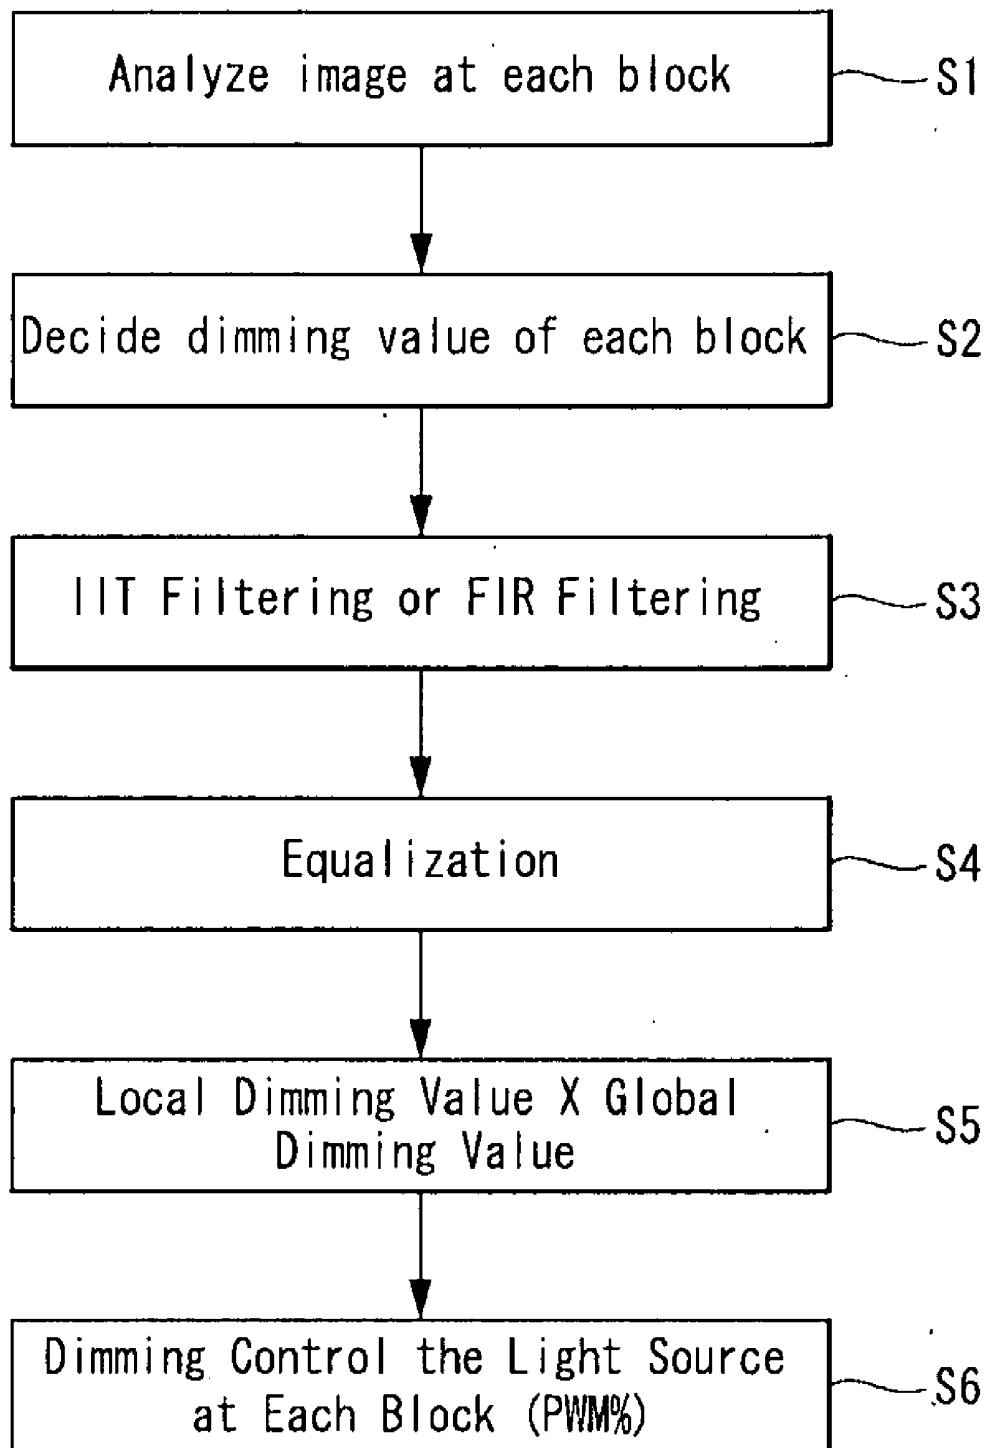 Analyze image at each block
S1
Decide dimming value of each block
S2
IIT Filtering or FIR Filtering
S3
Equalization
S4
Local Dimming Value X Global
Dimming Value
S5
Dimming Control the Light Source
at Each Block (PWM%)
S6